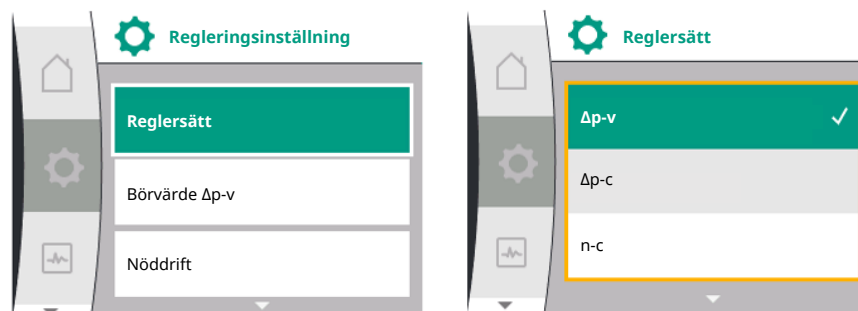 Regleringsinställning
Reglersätt
Börvärde Δp-v
Nöddrift
Reglersätt
Δp-v
Δp-c
n-c